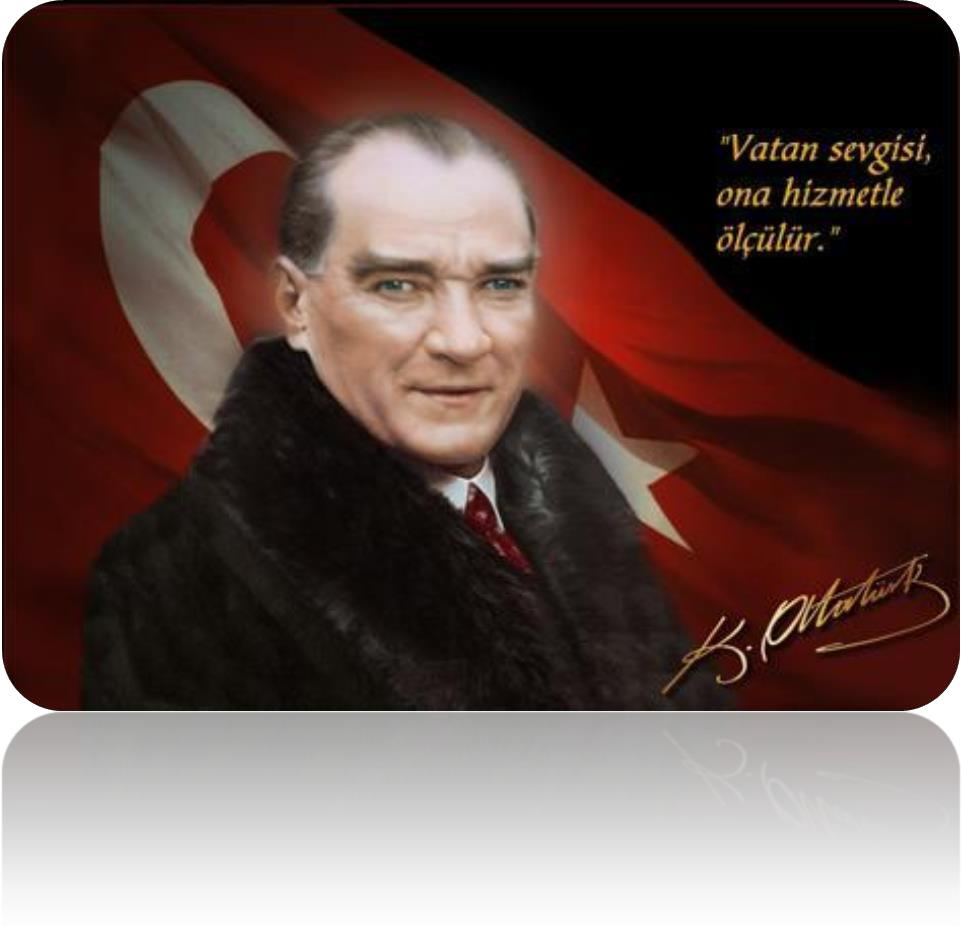 "Vatan sevgisi,
ona hizmetle
ölçülür."
K. Atatürk